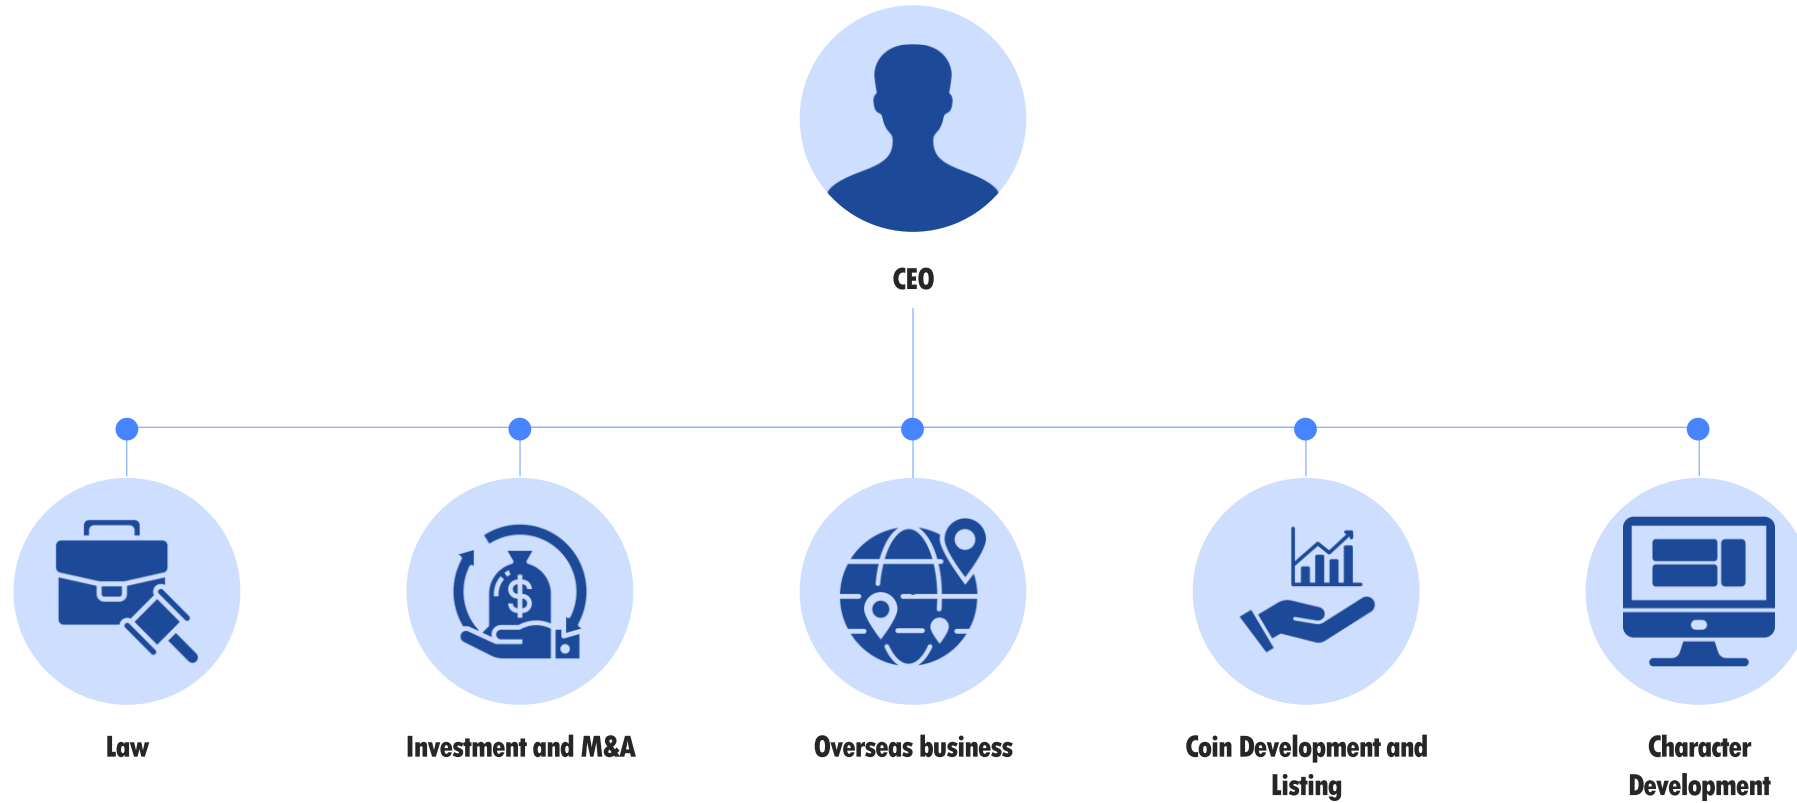 CEO
$
Law
Investment and M&A
Overseas business
Coin Development and
Listing
Character
Development